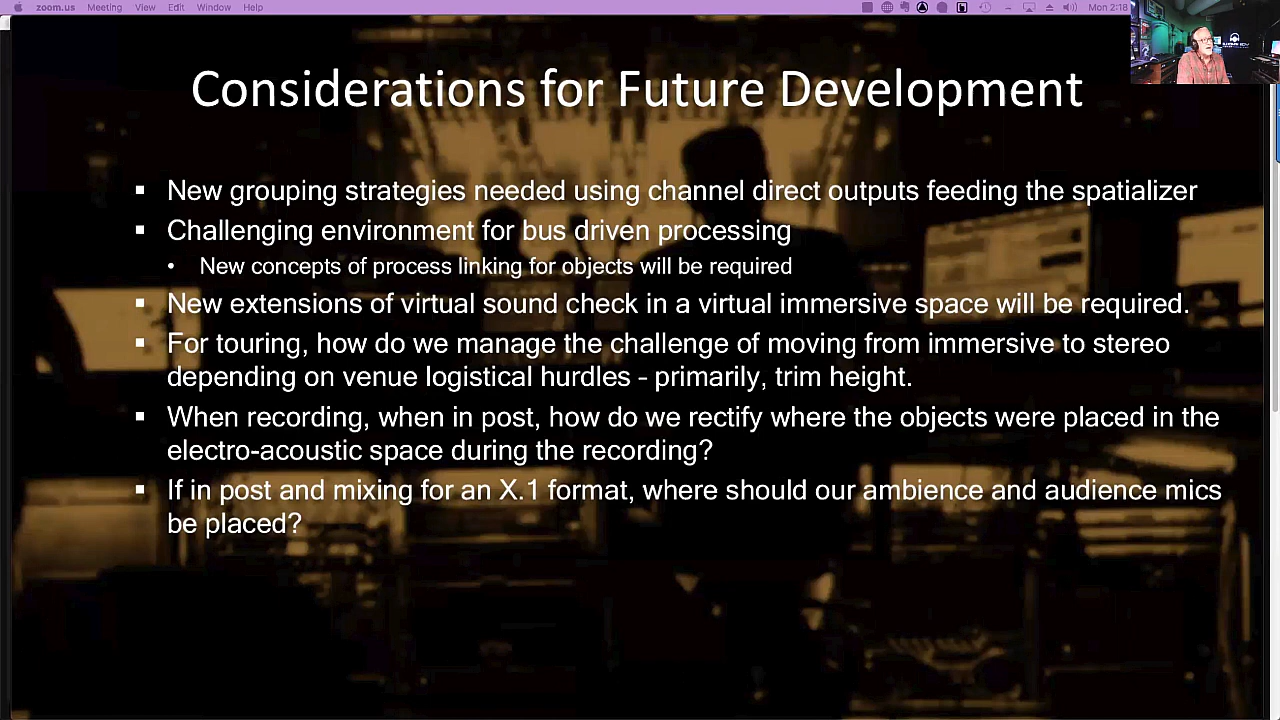 zoom.us Meeting View Edit Window Help Mon 2:18
Considerations for Future Development
▪ New grouping strategies needed using channel direct outputs feeding the spatializer
▪ Challenging environment for bus driven processing
• New concepts of process linking for objects will be required
▪ New extensions of virtual sound check in a virtual immersive space will be required.
▪ For touring, how do we manage the challenge of moving from immersive to stereo
depending on venue logistical hurdles - primarily, trim height.
▪ When recording, when in post, how do we rectify where the objects were placed in the
electro-acoustic space during the recording?
▪ If in post and mixing for an X.1 format, where should our ambience and audience mics
be placed?